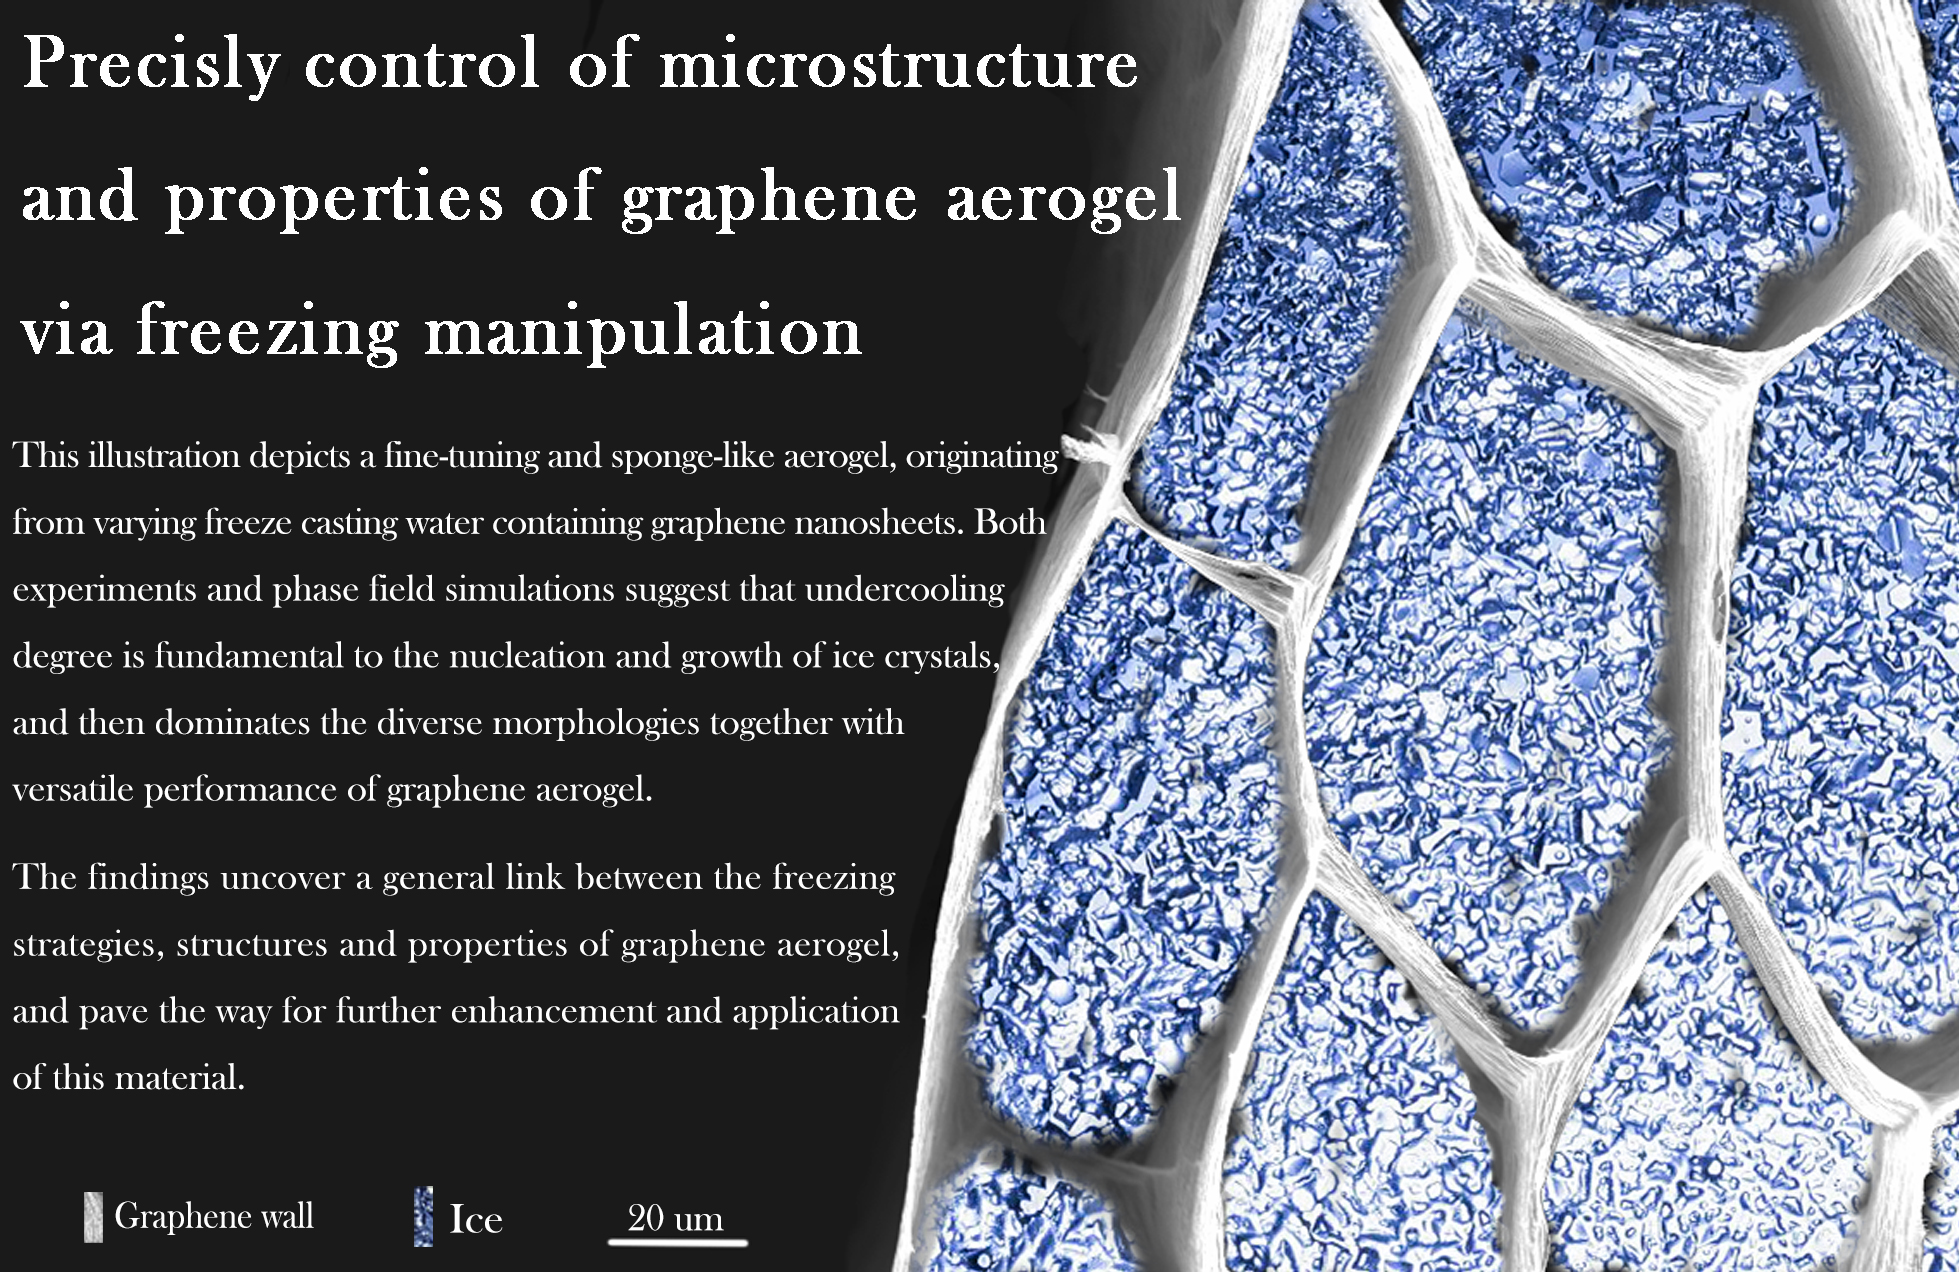 Precisly control of microstructure
and properties of graphene aerogel
via freezing manipulation
This illustration depicts a fine-tuning and sponge-like aerogel, originating
from varying freeze casting water containing graphene nanosheets. Both
experiments and phase field simulations suggest that undercooling
degree is fundamental to the nucleation and growth of ice crystals,
and then dominates the diverse morphologies together with
versatile performance of graphene aerogel.
The findings uncover a general link between the freezing
strategies, structures and properties of graphene aerogel,
and pave the way for further enhancement and application
of this material.
Graphene wall Ice 20 um